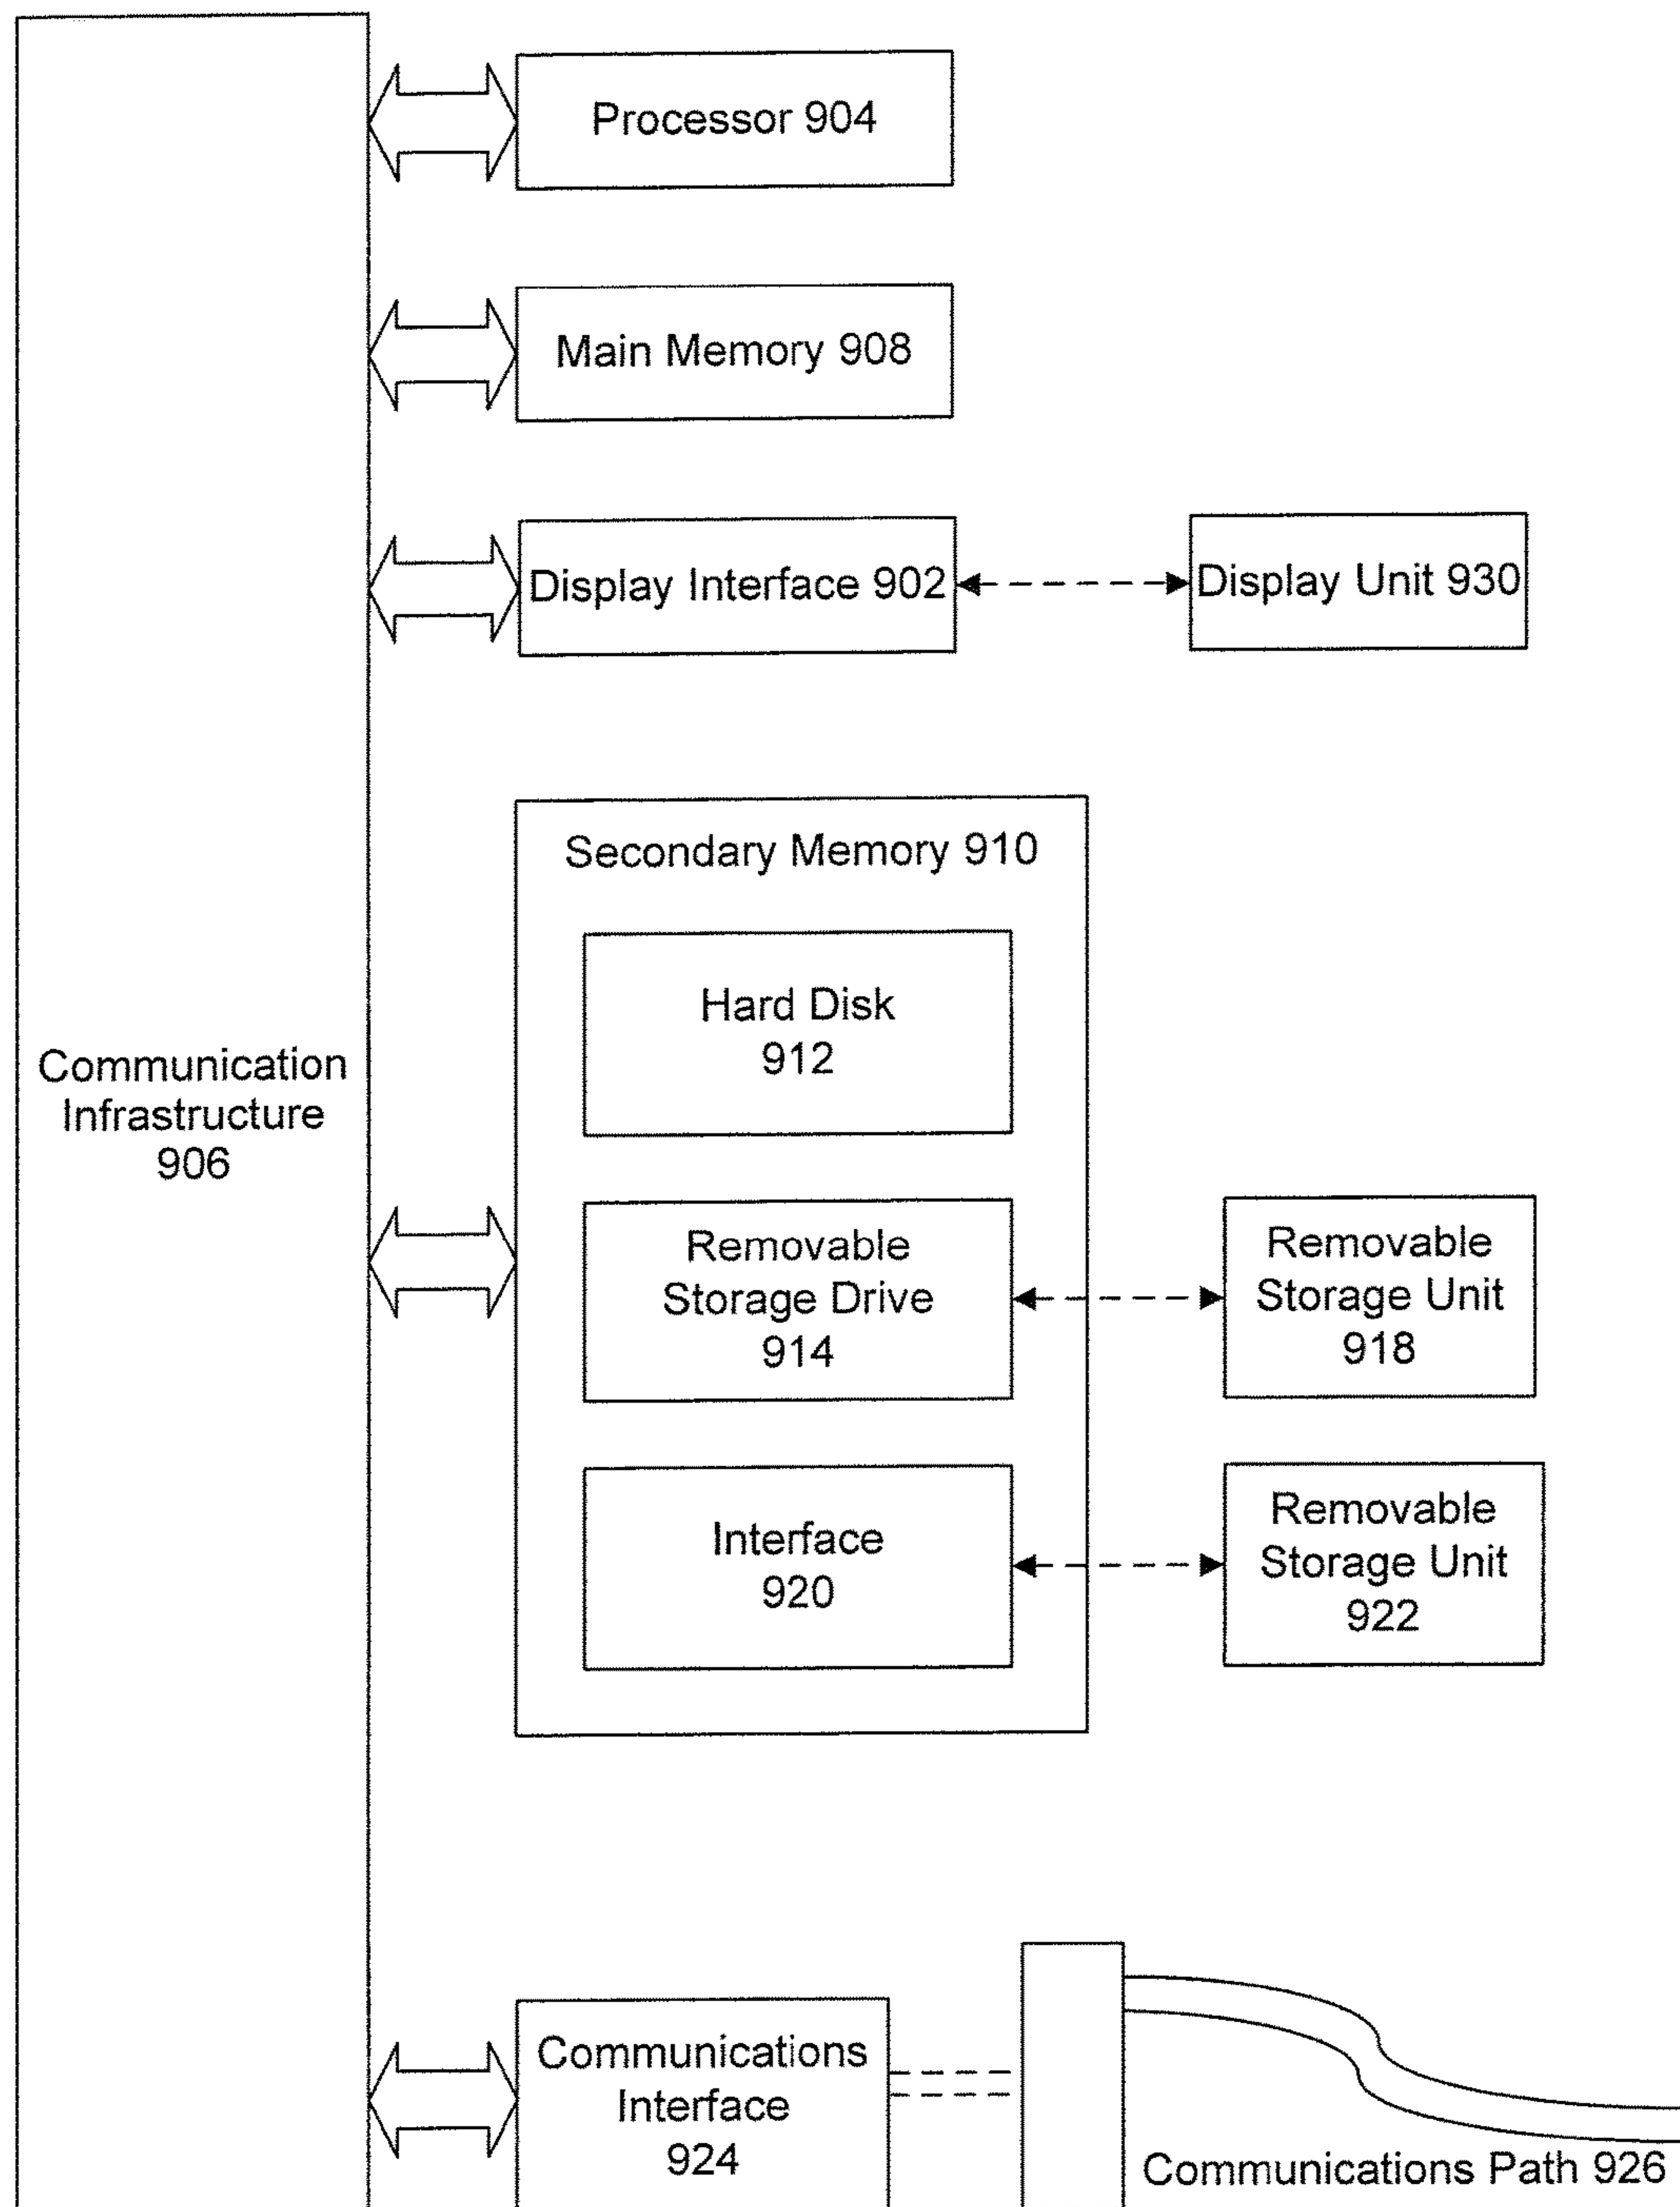 Processor 904
Main Memory 908
Display Interface 902
Display Unit 930
Secondary Memory 910
Hard Disk
912
Communication
Infrastructure
906
Removable
Storage Drive
914
Removable
Storage Unit
918
Interface
920
Removable
Storage Unit
922
Communications
Interface
924
Communications Path 926